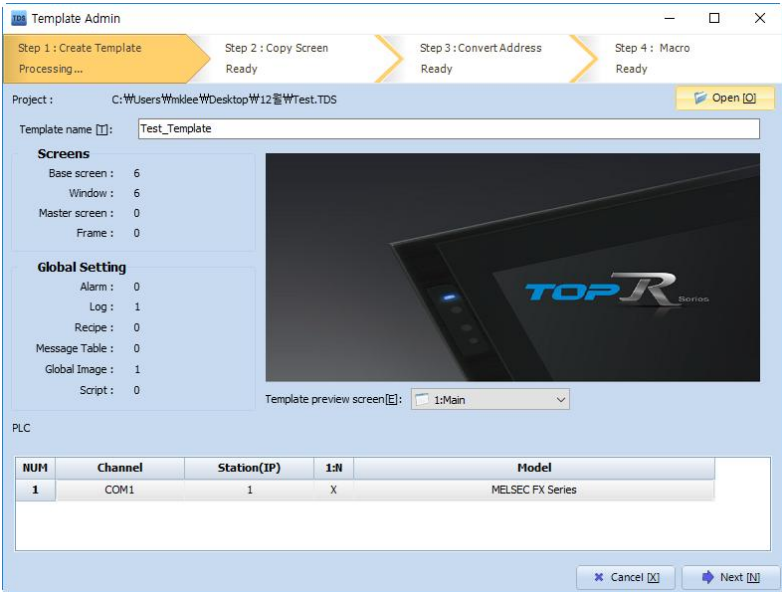 TDS Template Admin
Step 1 : Create Template
Processing...
Step 2 : Copy Screen
Ready
Step 3 : Convert Address
Ready
Step 4 : Macro
Ready
Project : C:₩Users₩mklee₩Desktop₩12월₩Test.TDS
Open [O]
Template name [T]: Test_Template
Screens
Base screen : 6
Window : 6
Master screen : 0
Frame : 0
Global Setting
Alarm : 0
Log : 1
Recipe : 0
Message Table : 0
Global Image : 1
Script : 0
TOP R Series
Template preview screen[E]: 1:Main
PLC
NUM Channel Station(IP) 1:N Model
1 COM1 1 X MELSEC FX Series
Cancel [X] Next [N]